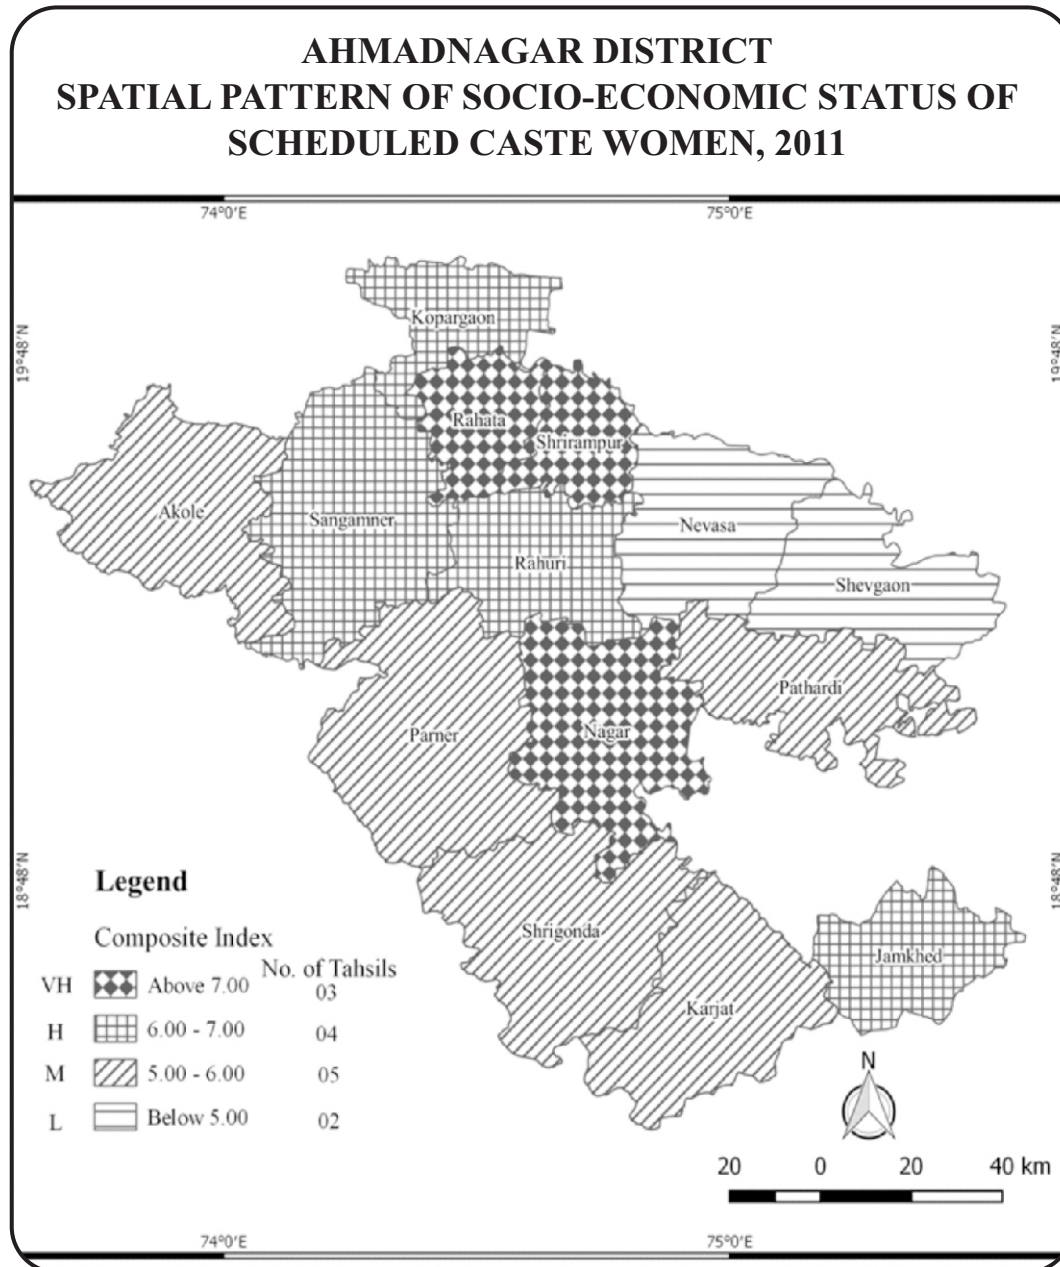 AHMADNAGAR DISTRICT
SPATIAL PATTERN OF SOCIO-ECONOMIC STATUS OF
SCHEDULED CASTE WOMEN, 2011
74°0'E 75°0'E
19°48'N 19°48'N
Kopargaon
Rahata
Shrirampur
Akole
Sangamner
Nevasa
Rahuri
Shevgaon
Pathardi
Parner
Nagar
18°48'N 18°48'N
Shrigonda
Jamkhed
Karjat
Legend
Composite Index
No. of Tahsils
VH Above 7.00 03
H 6.00 - 7.00 04
M 5.00 - 6.00 05
L Below 5.00 02
N
20 0 20 40 km
74°0'E 75°0'E